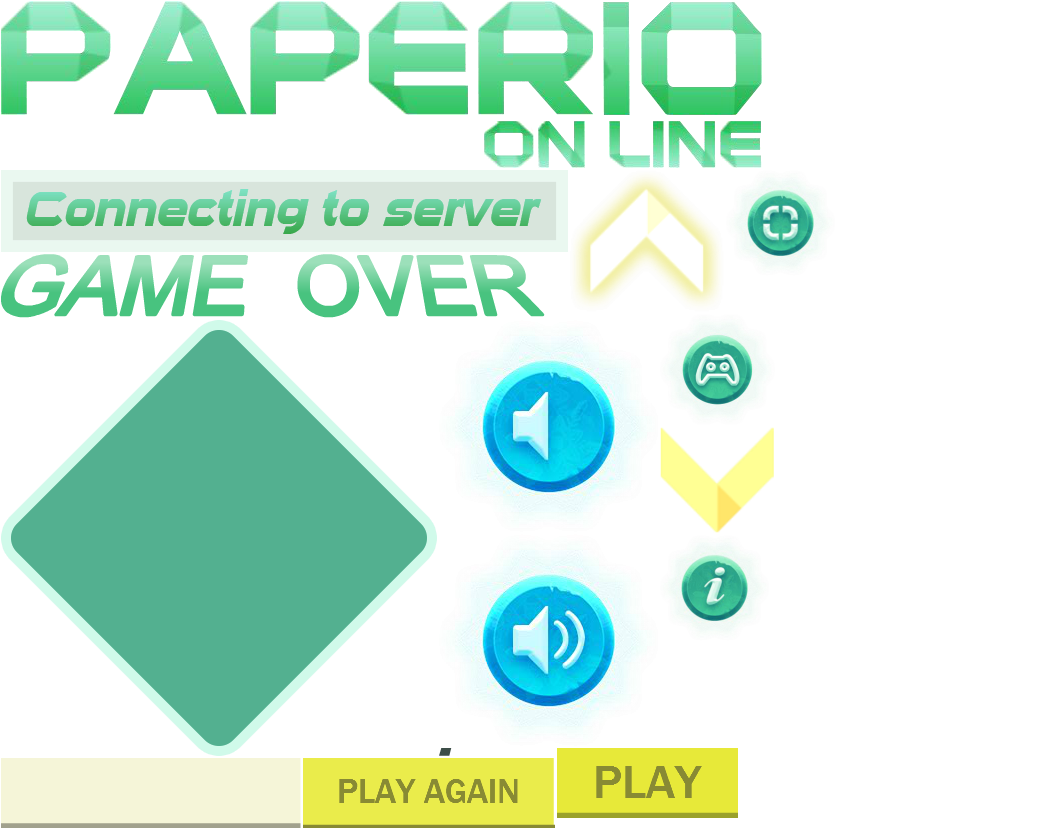 PAPERIO
ON LINE
Connecting to server
GAME OVER
i
PLAY AGAIN
PLAY